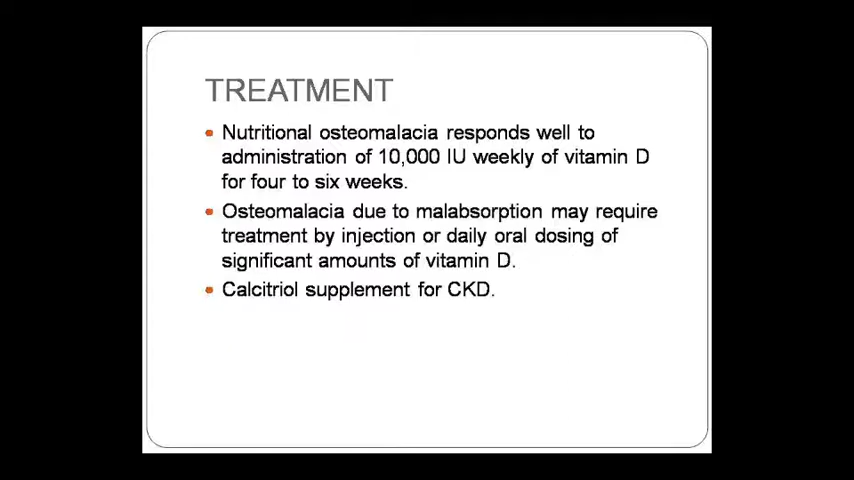 TREATMENT
Nutritional osteomalacia responds well to
administration of 10,000 IU weekly of vitamin D
for four to six weeks.
Osteomalacia due to malabsorption may require
treatment by injection or daily oral dosing of
significant amounts of vitamin D.
Calcitriol supplement for CKD.